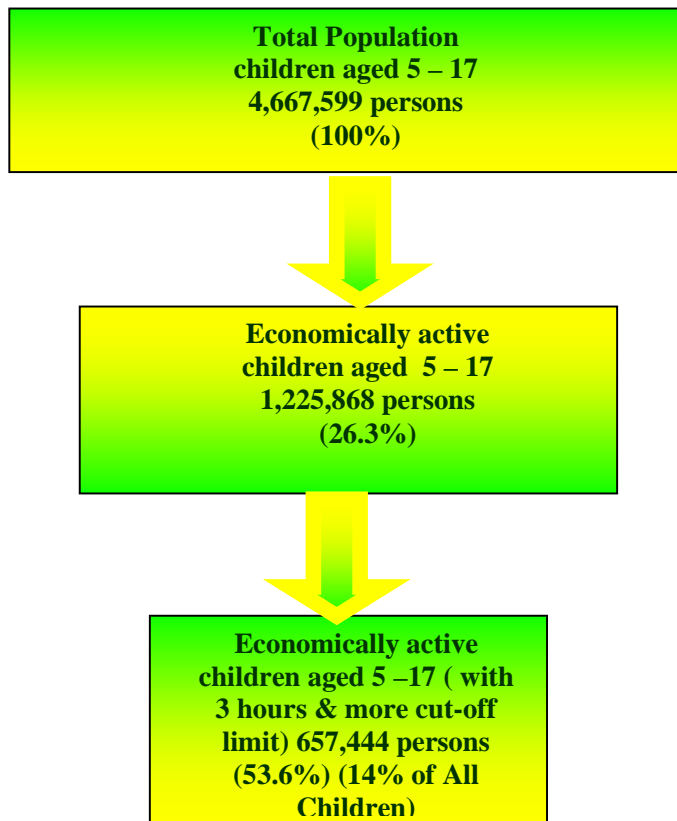 Total Population
children aged 5 – 17
4,667,599 persons
(100%)
Economically active
children aged 5 – 17
1,225,868 persons
(26.3%)
Economically active
children aged 5 –17 ( with
3 hours & more cut-off
limit) 657,444 persons
(53.6%) (14% of All
Children)